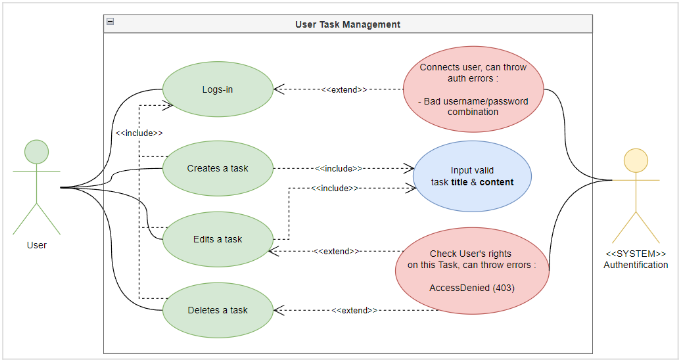 User Task Management
Logs-in
<<extend>>
Connects user, can throw
auth errors :
- Bad username/password
combination
<<include>>
Creates a task
<<include>>
Input valid
task title & content
<<include>>
Edits a task
<<extend>>
Check User's rights
on this Task, can throw errors :
AccessDenied (403)
Deletes a task
<<extend>>
User
<<SYSTEM>>
Authentification